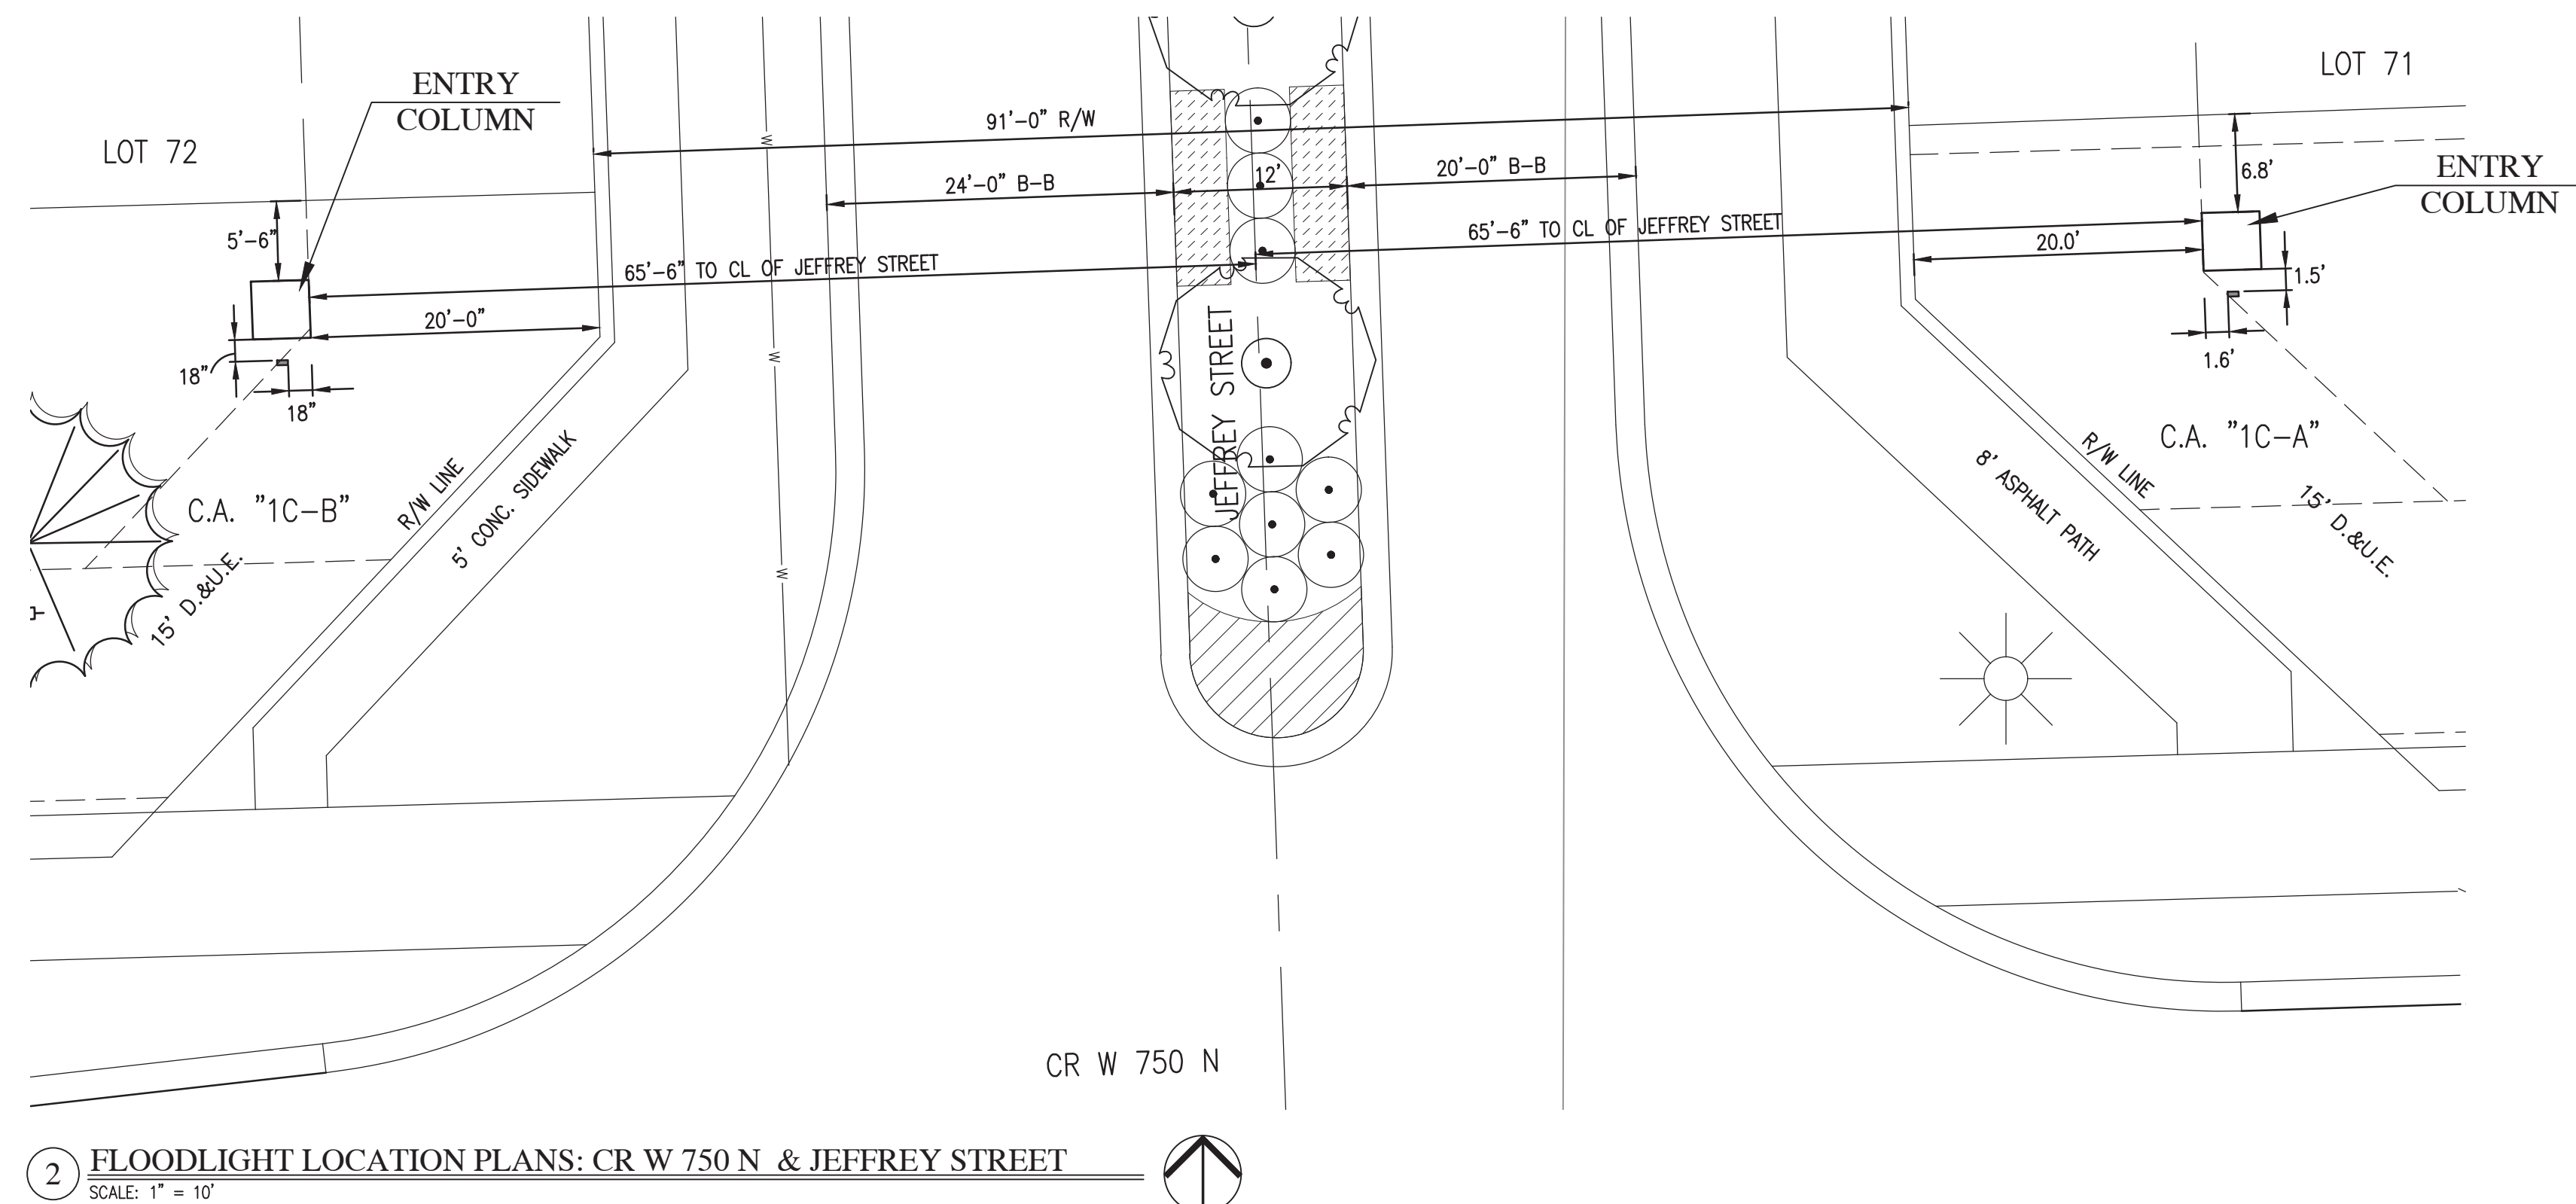 LOT 71
ENTRY
COLUMN
91'-0" R/W
LOT 72
6.8'
ENTRY
COLUMN
24'-0" B-B
12'
20'-0" B-B
5'-6"
65'-6" TO CL OF JEFFREY STREET
65'-6" TO CL OF JEFFREY STREET
20.0'
1.5'
20'-0"
1.6'
18"
18"
JEFFREY STREET
W
W
W
C.A. "1C-A"
R/W LINE
8' ASPHALT PATH
15' D.&U.E.
C.A. "1C-B"
R/W LINE
5' CONC. SIDEWALK
15' D.&U.E.
CR W 750 N
2 FLOODLIGHT LOCATION PLANS: CR W 750 N & JEFFREY STREET
SCALE: 1" = 10'